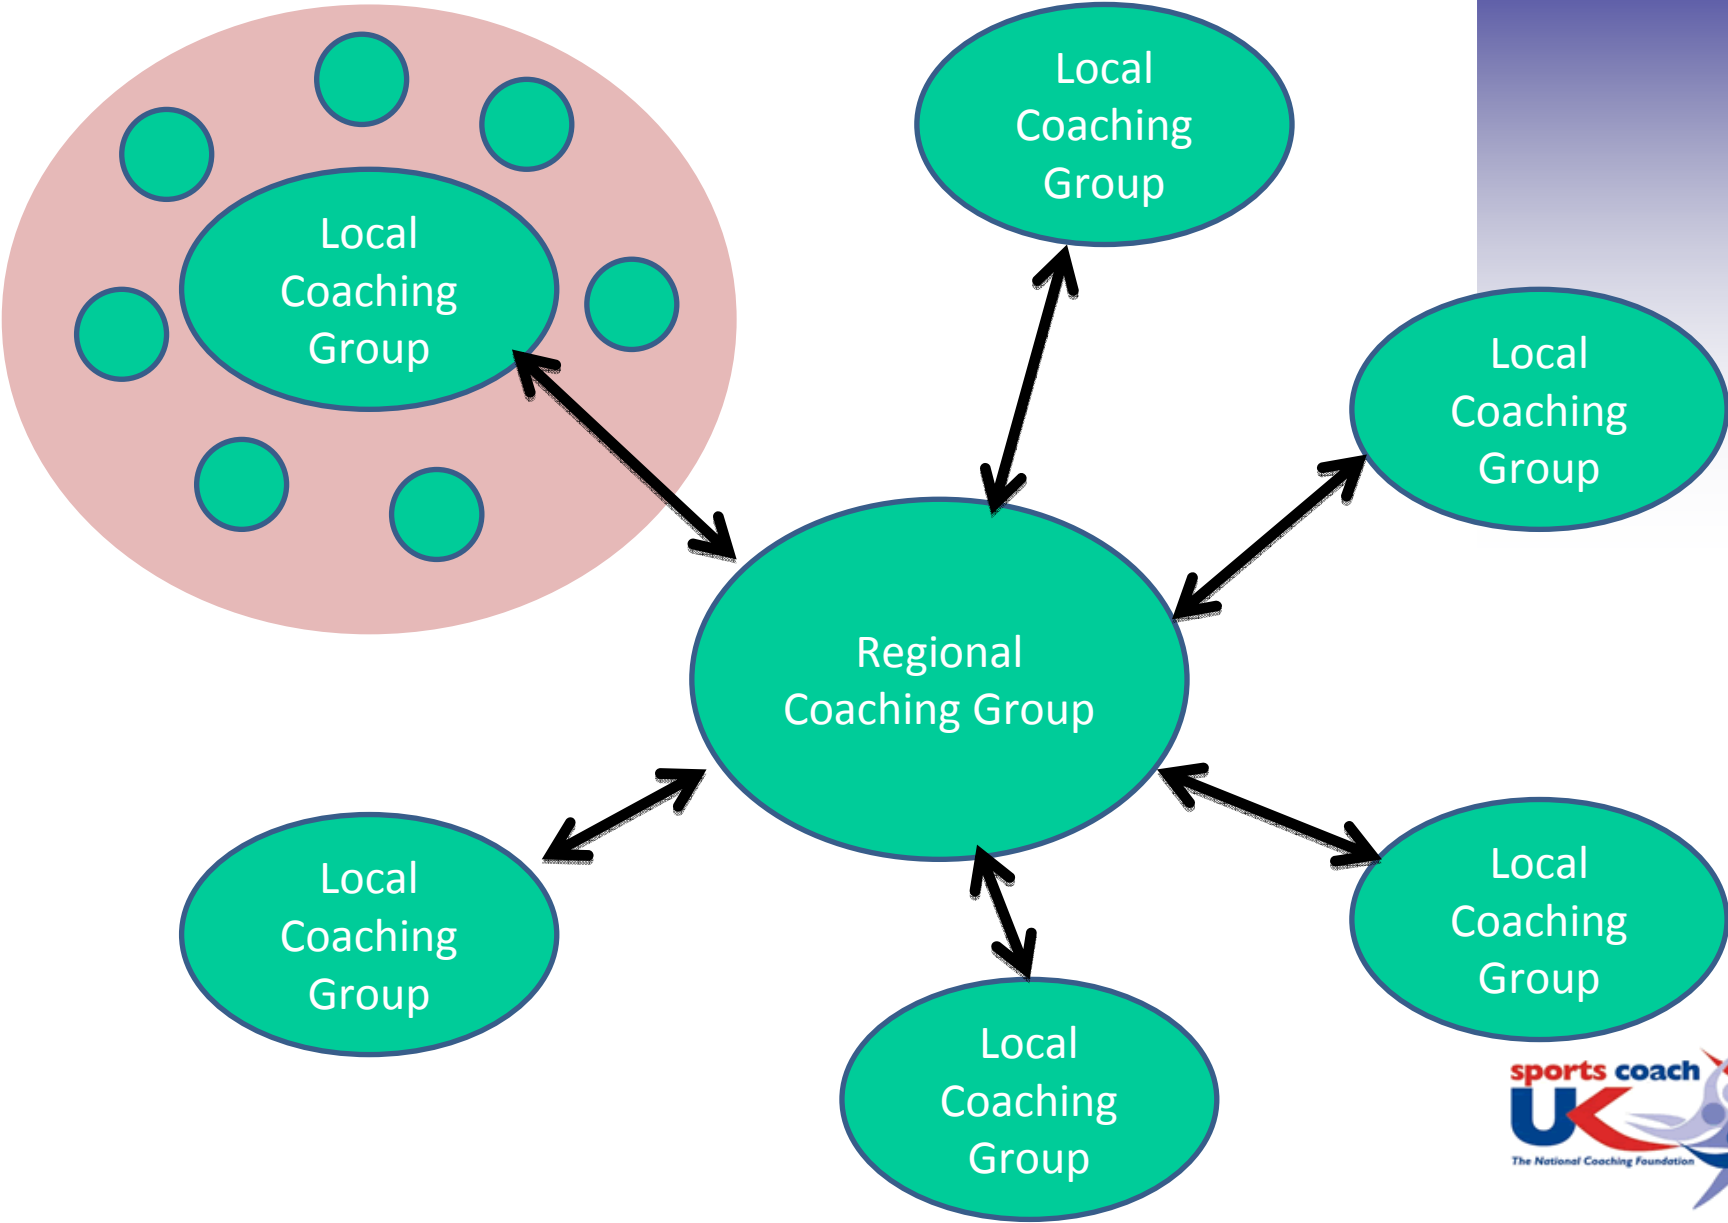 Local
Coaching
Group
Local
Coaching
Group
Local
Coaching
Group
Regional
Coaching Group
Local
Coaching
Group
Local
Coaching
Group
Local
Coaching
Group
sports coach
UK
The National Coaching Foundation